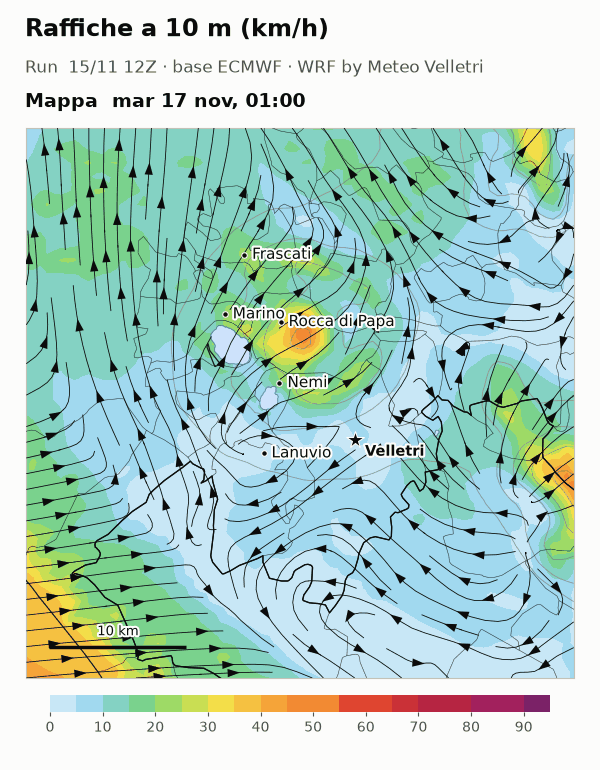 Raffiche a 10 m (km/h)
Run 15/11 12Z · base ECMWF · WRF by Meteo Velletri
Mappa mar 17 nov, 01:00
Frascati
Marino
Rocca di Papa
Nemi
Lanuvio
Velletri
10 km
0 10 20 30 40 50 60 70 80 90